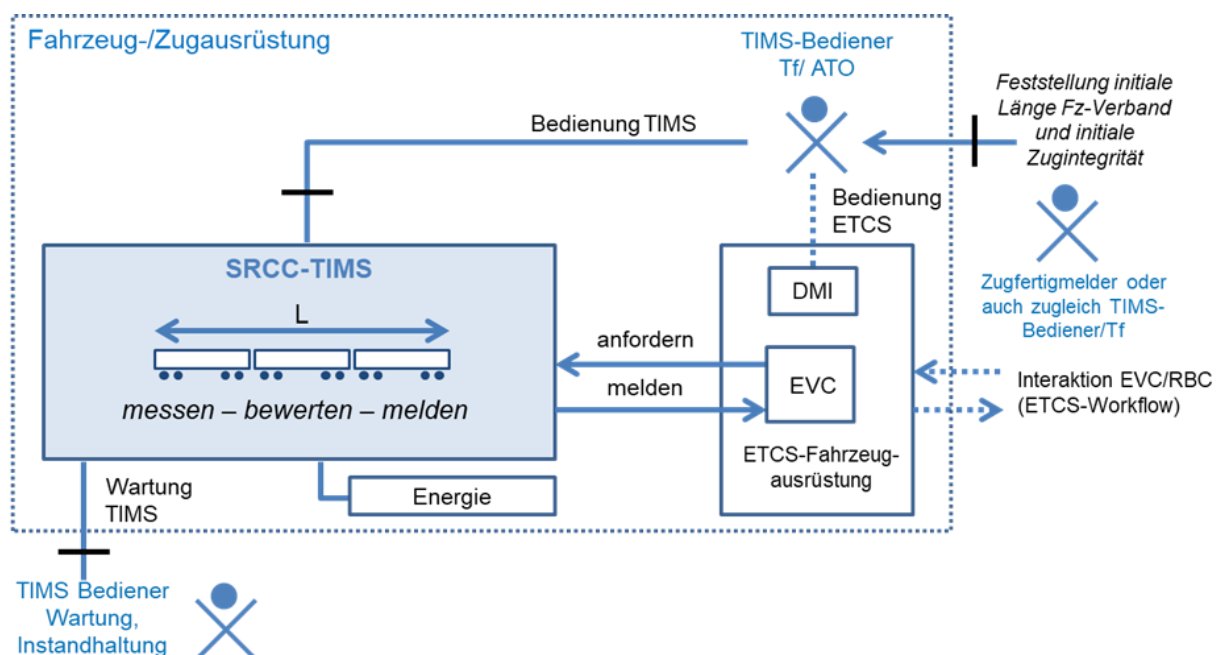 Fahrzeug-/Zugausrüstung
TIMS-Bediener
Tf/ ATO
Feststellung initiale
Länge Fz-Verband
und initiale
Zugintegrität
Bedienung TIMS
Bedienung
ETCS
SRCC-TIMS
L
messen – bewerten – melden
DMI
anfordern
melden
EVC
ETCS-Fahrzeug-
ausrüstung
Zugfertigmelder oder
auch zugleich TIMS-
Bediener/Tf
Interaktion EVC/RBC
(ETCS-Workflow)
Wartung
TIMS
Energie
TIMS Bediener
Wartung,
Instandhaltung